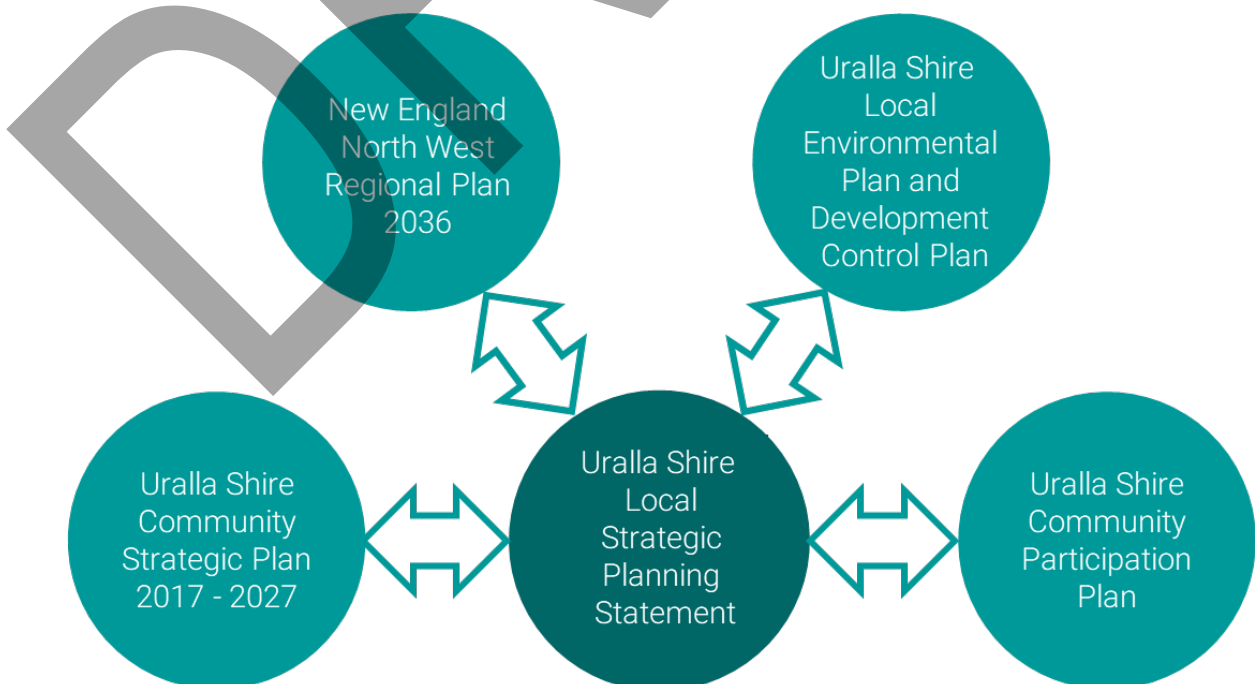 New England
North West
Regional Plan
2036
Uralla Shire
Local
Environmental
Plan and
Development
Control Plan
Uralla Shire
Community
Strategic Plan
2017 - 2027
Uralla Shire
Local
Strategic
Planning
Statement
Uralla Shire
Community
Participation
Plan